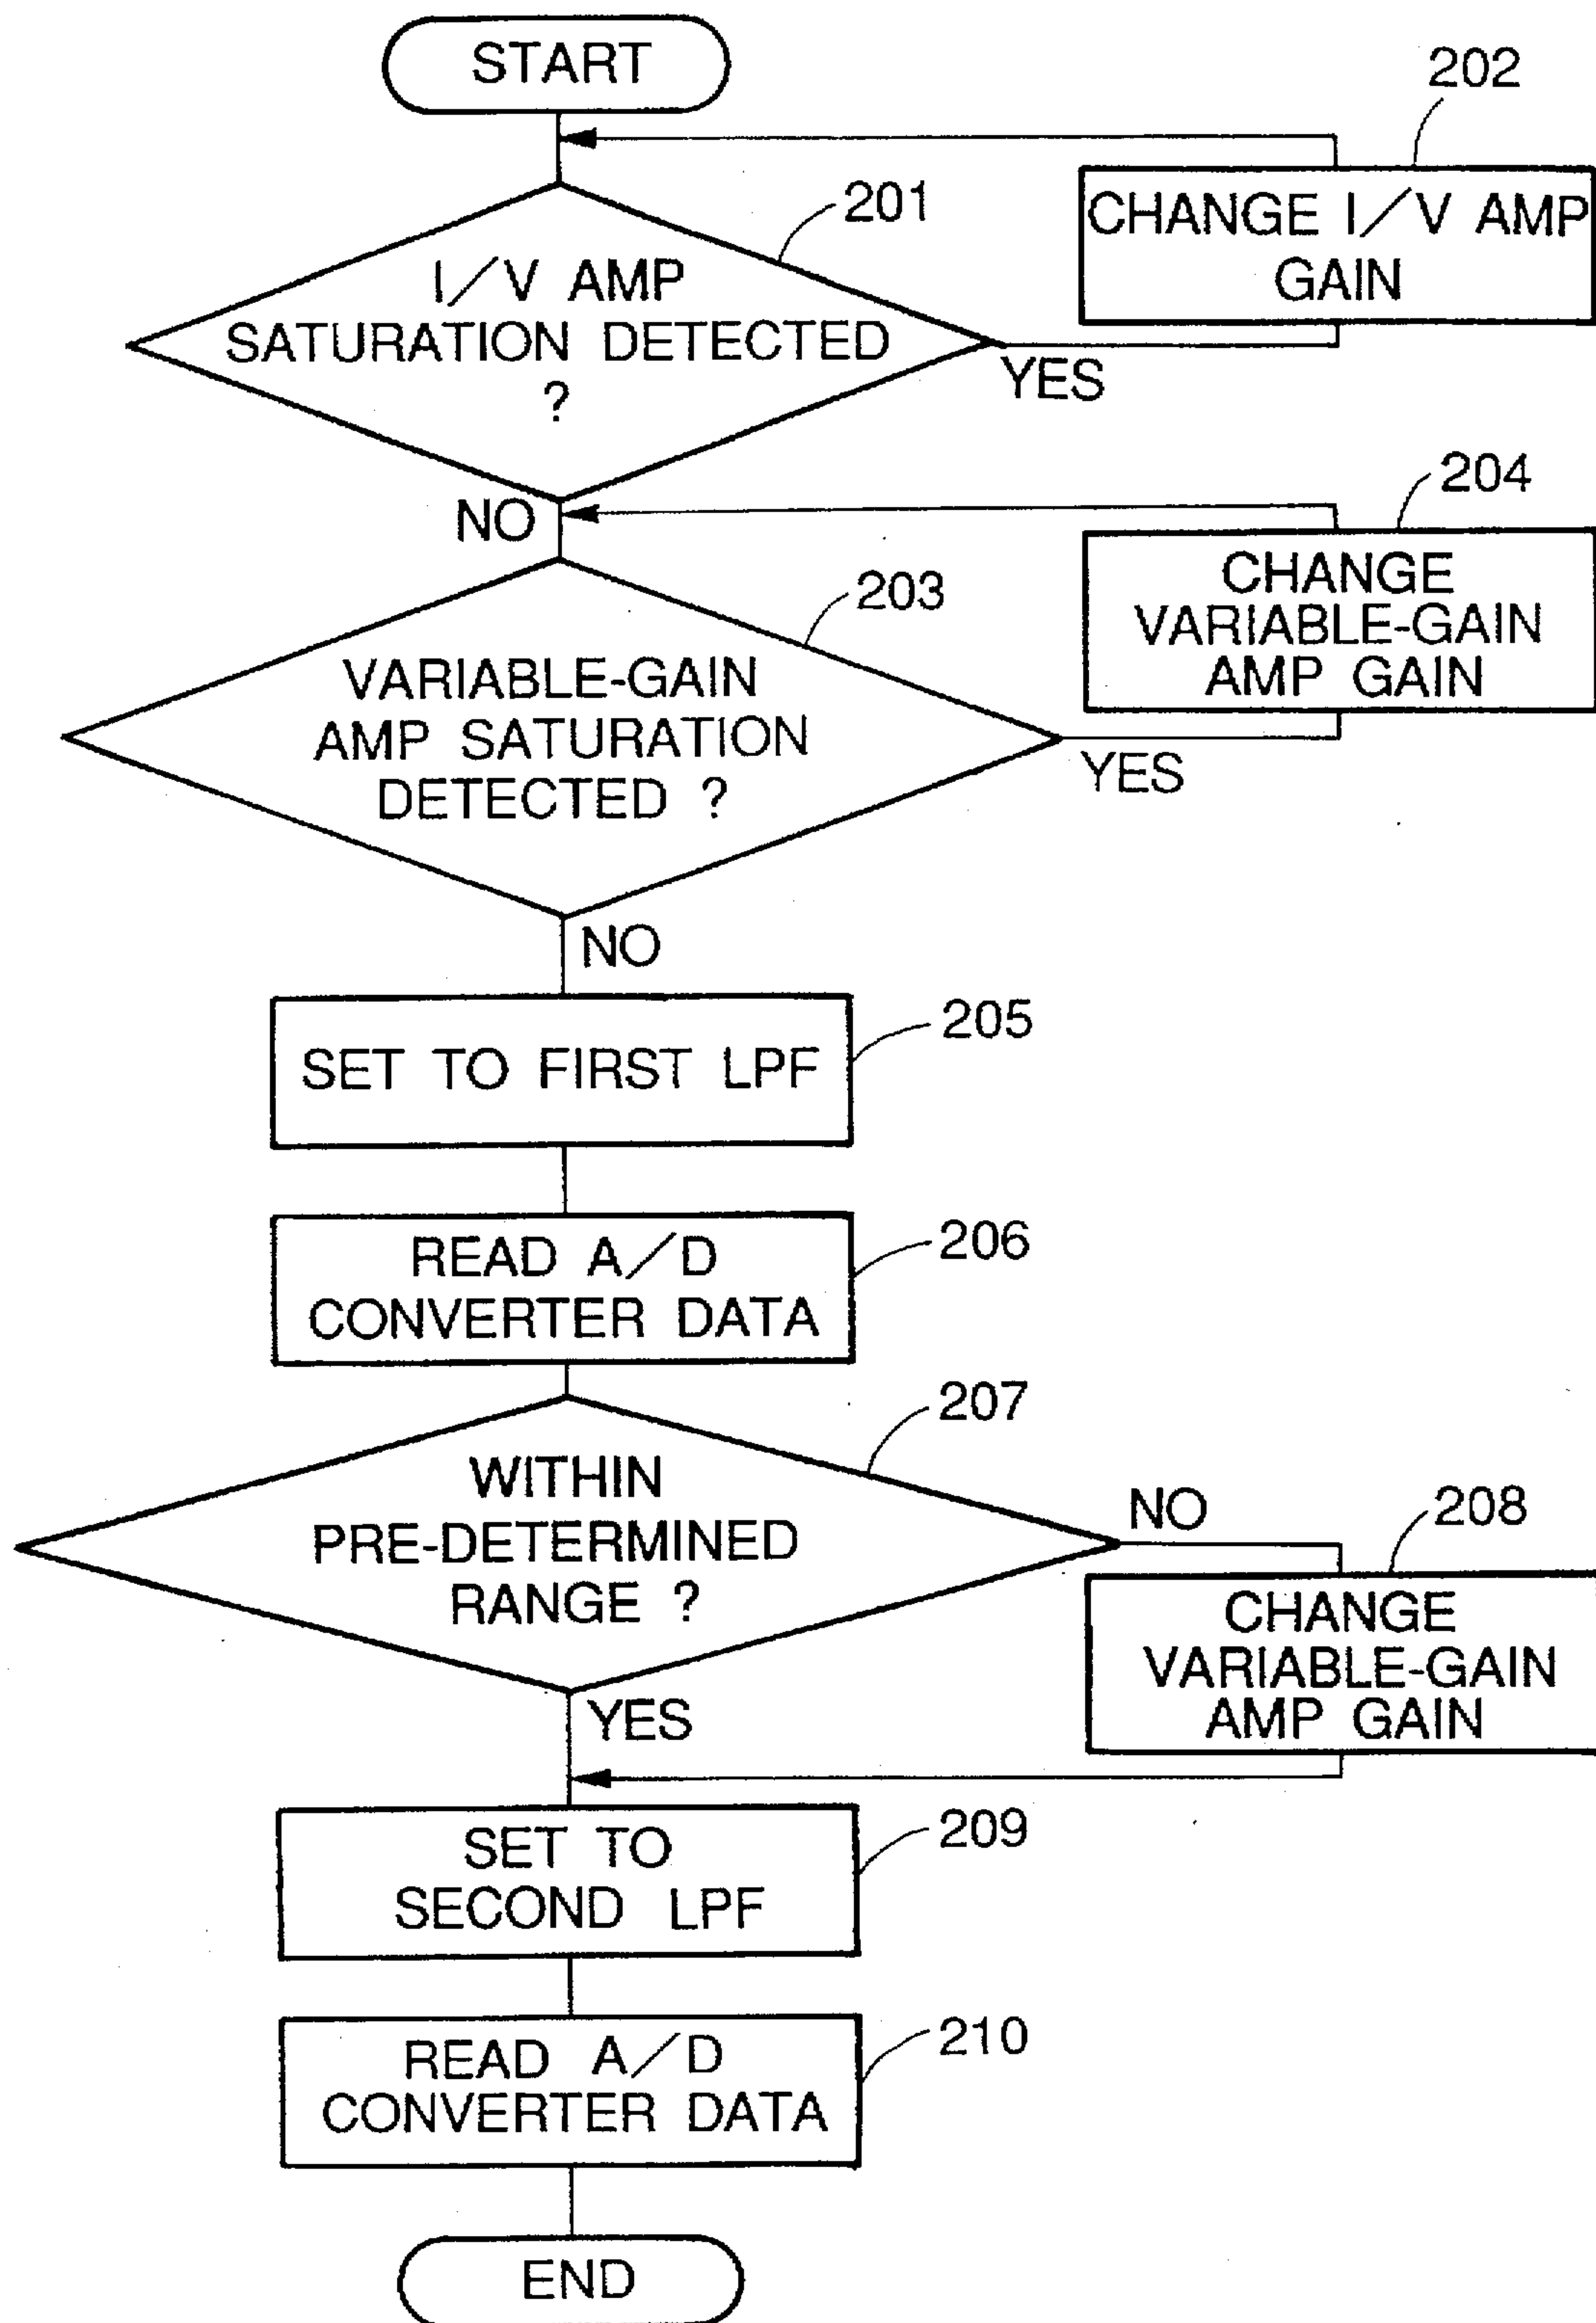 START
202
CHANGE I/V AMP
GAIN
201
I/V AMP
SATURATION DETECTED
?
YES
NO
204
CHANGE
VARIABLE-GAIN
AMP GAIN
203
VARIABLE-GAIN
AMP SATURATION
DETECTED ?
YES
NO
205
SET TO FIRST LPF
206
READ A/D
CONVERTER DATA
207
WITHIN
PRE-DETERMINED
RANGE ?
NO
208
CHANGE
VARIABLE-GAIN
AMP GAIN
YES
209
SET TO
SECOND LPF
210
READ A/D
CONVERTER DATA
END